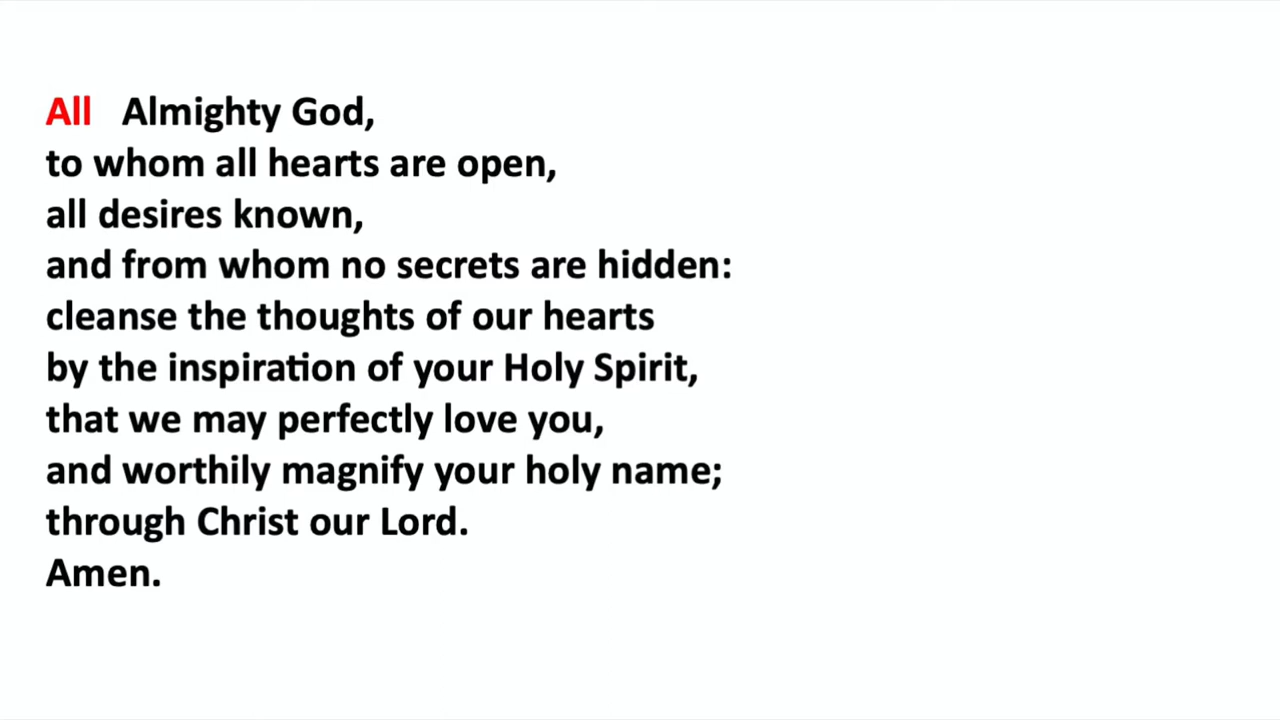 All Almighty God,
to whom all hearts are open,
all desires known,
and from whom no secrets are hidden:
cleanse the thoughts of our hearts
by the inspiration of your Holy Spirit,
that we may perfectly love you,
and worthily magnify your holy name;
through Christ our Lord.
Amen.